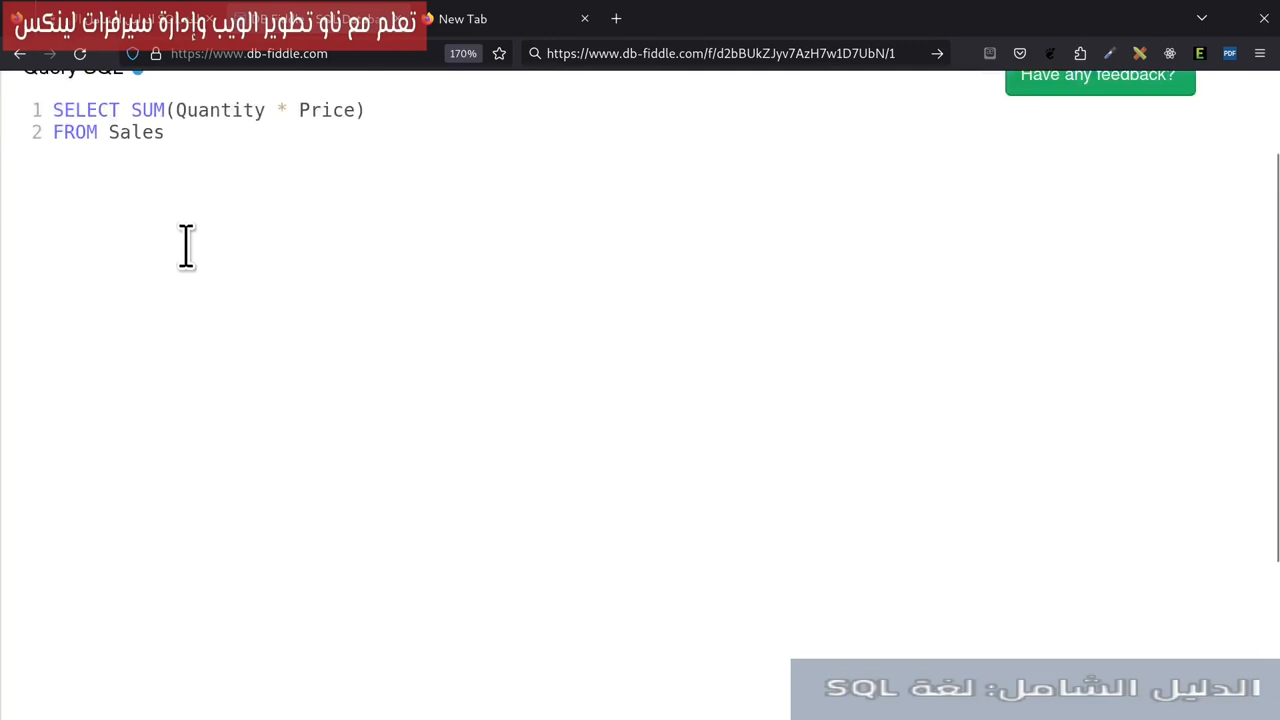 تعلم مع ناو تطوير الويب وإدارة سيرفرات لينكس
New Tab
https://www.db-fiddle.com
170%
https://www.db-fiddle.com/f/d2bBUkZJyv7AzH7w1D7UbN/1
Query SQL
Have any feedback?
1 SELECT SUM(Quantity * Price)
2 FROM Sales
الدليل الشامل: لغة SQL